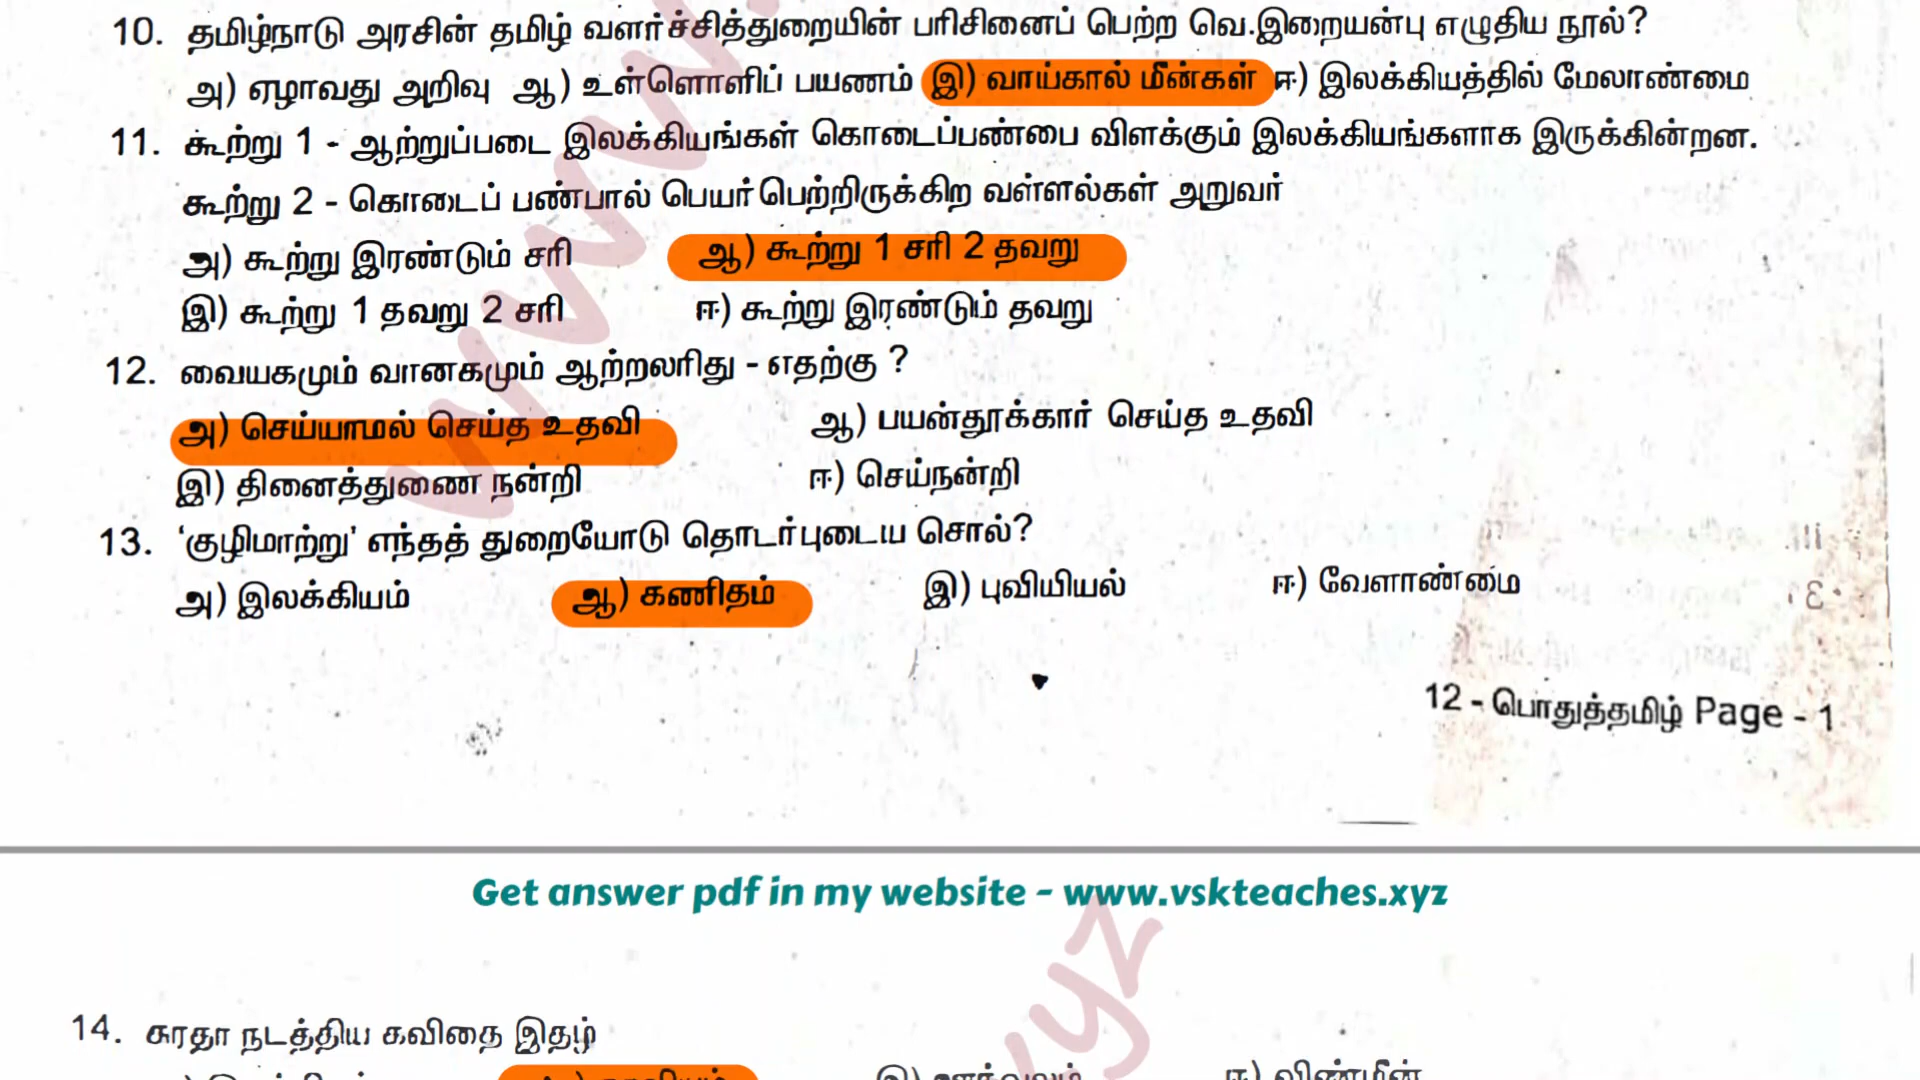 10. தமிழ்நாடு அரசின் தமிழ் வளர்ச்சித்துறையின் பரிசினைப் பெற்ற வெ.இறையன்பு எழுதிய நூல்?
அ) ஏழாவது அறிவு ஆ) உள்ளொளிப் பயணம் இ) வாய்கால் மீன்கள் ஈ) இலக்கியத்தில் மேலாண்மை
11. கூற்று 1 - ஆற்றுப்படை இலக்கியங்கள் கொடைப்பண்பை விளக்கும் இலக்கியங்களாக இருக்கின்றன.
கூற்று 2 - கொடைப் பண்பால் பெயர்பெற்றிருக்கிற வள்ளல்கள் அறுவர்
அ) கூற்று இரண்டும் சரி ஆ) கூற்று 1 சரி 2 தவறு
இ) கூற்று 1 தவறு 2 சரி ஈ) கூற்று இரண்டும் தவறு
12. வையகமும் வானகமும் ஆற்றலரிது - எதற்கு ?
அ) செய்யாமல் செய்த உதவி ஆ) பயன்தூக்கார் செய்த உதவி
இ) தினைத்துணை நன்றி ஈ) செய்நன்றி
13. 'குழிமாற்று' எந்தத் துறையோடு தொடர்புடைய சொல்?
அ) இலக்கியம் ஆ) கணிதம் இ) புவியியல் ஈ) வேளாண்மை
12 - பொதுத்தமிழ் Page - 1
Get answer pdf in my website - www.vskteaches.xyz
14. சுரதா நடத்திய கவிதை இதழ்
ஈ) விண்மீன்